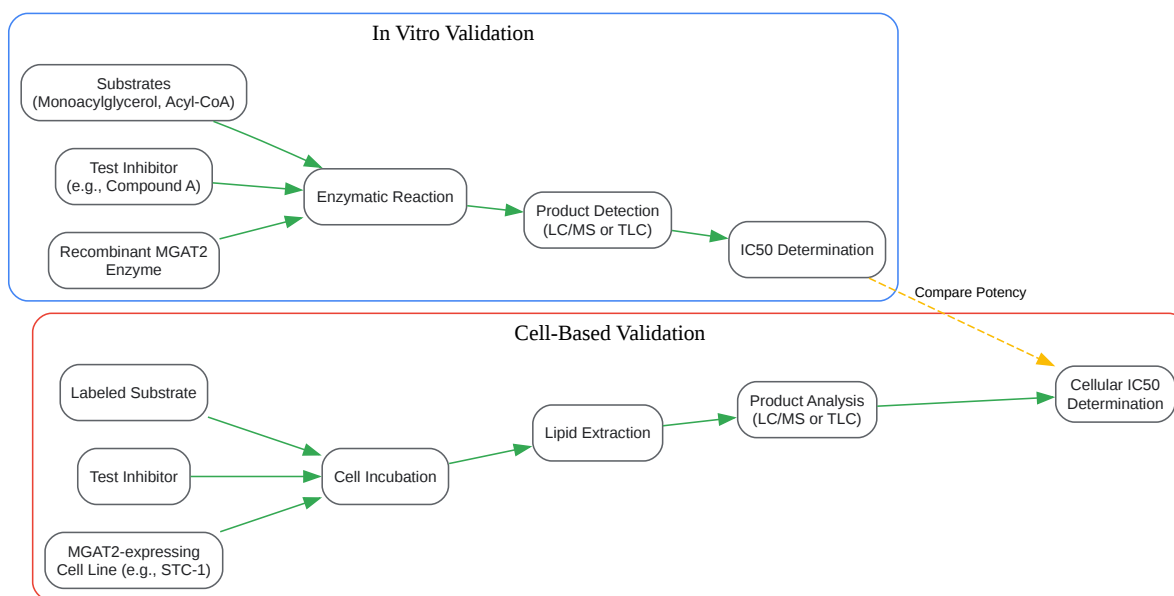 In Vitro Validation
Substrates
(Monoacylglycerol, Acyl-CoA)
Test Inhibitor
(e.g., Compound A)
Recombinant MGAT2
Enzyme
Enzymatic Reaction
Product Detection
(LC/MS or TLC)
IC50 Determination
Compare Potency
Cell-Based Validation
Labeled Substrate
Test Inhibitor
MGAT2-expressing
Cell Line (e.g., STC-1)
Cell Incubation
Lipid Extraction
Product Analysis
(LC/MS or TLC)
Cellular IC50
Determination